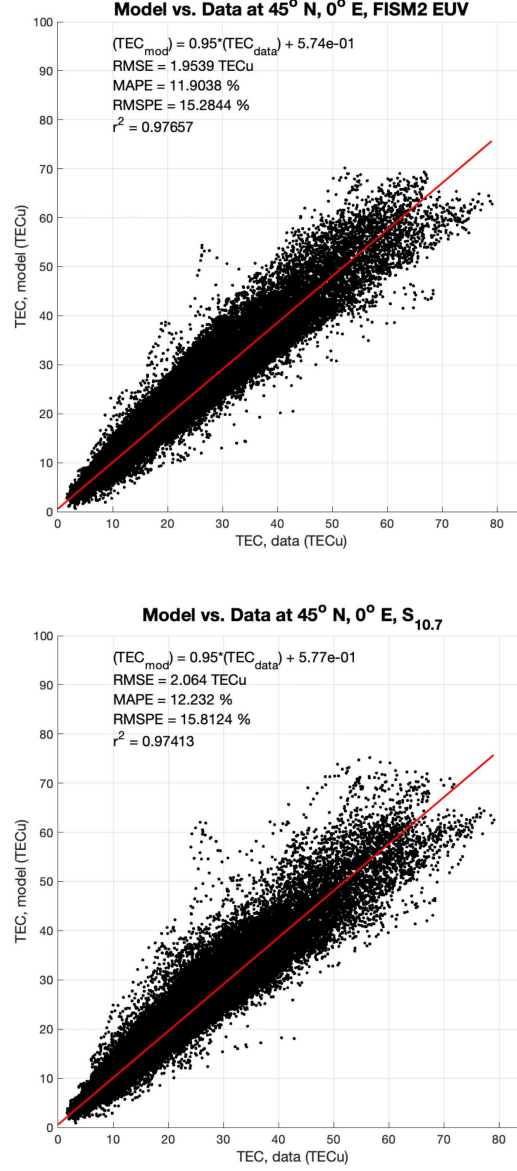 Model vs. Data at 45° N, 0° E, FISM2 EUV
100
90
80
70
60
50
40
30
20
10
0
(TEC_mod) = 0.95*(TEC_data) + 5.74e-01
RMSE = 1.9539 TECu
MAPE = 11.9038 %
RMSPE = 15.2844 %
r² = 0.97657
TEC, model (TECu)
0 10 20 30 40 50 60 70 80
TEC, data (TECu)
Model vs. Data at 45° N, 0° E, S_10.7
100
90
80
70
60
50
40
30
20
10
0
(TEC_mod) = 0.95*(TEC_data) + 5.77e-01
RMSE = 2.064 TECu
MAPE = 12.232 %
RMSPE = 15.8124 %
r² = 0.97413
TEC, model (TECu)
0 10 20 30 40 50 60 70 80
TEC, data (TECu)